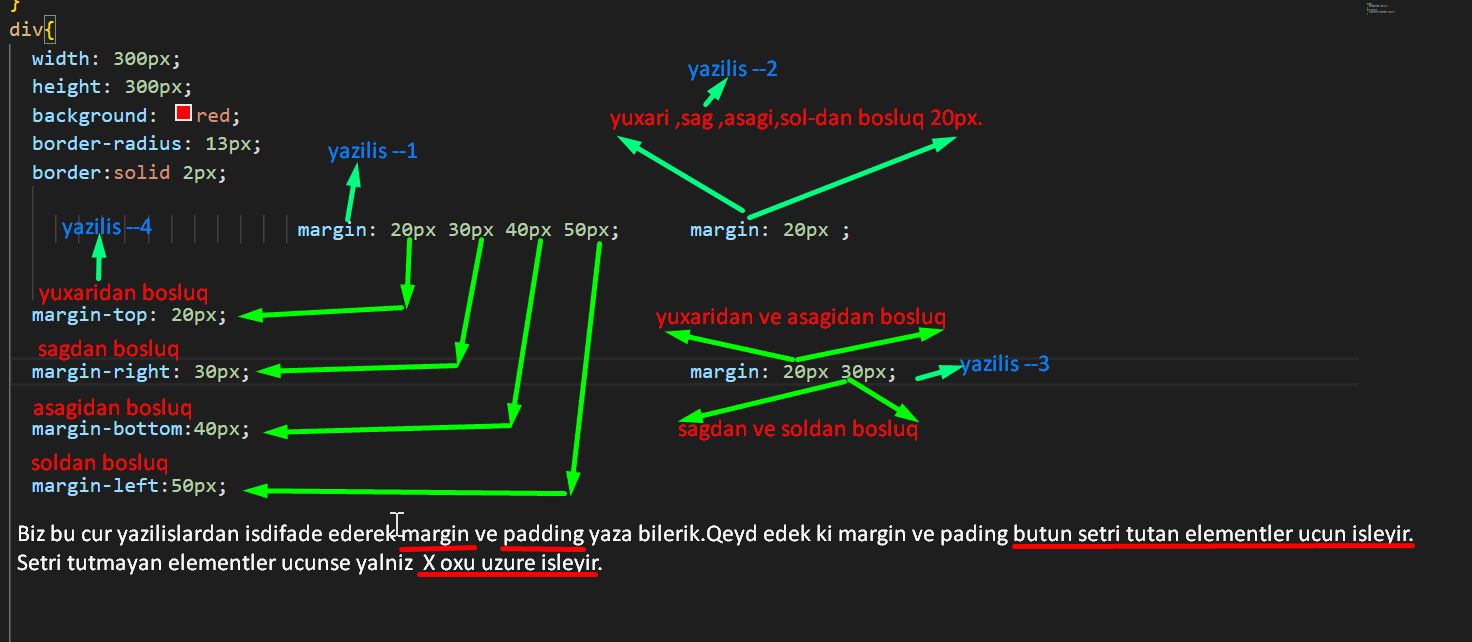 }
div{
width: 300px;
height: 300px;
yazilis --2
background: red;
yuxari ,sag ,asagi,sol-dan bosluq 20px.
border-radius: 13px;
yazilis --1
border:solid 2px;
yazilis --4
margin: 20px 30px 40px 50px;
margin: 20px ;
yuxaridan bosluq
margin-top: 20px;
yuxaridan ve asagidan bosluq
sagdan bosluq
margin-right: 30px;
margin: 20px 30px;
yazilis --3
asagidan bosluq
margin-bottom:40px;
sagdan ve soldan bosluq
soldan bosluq
margin-left:50px;
Biz bu cur yazilislardan isdifade ederek margin ve padding yaza bilerik.Qeyd edek ki margin ve pading butun setri tutan elementler ucun isleyir.
Setri tutmayan elementler ucunse yalniz X oxu uzure isleyir.